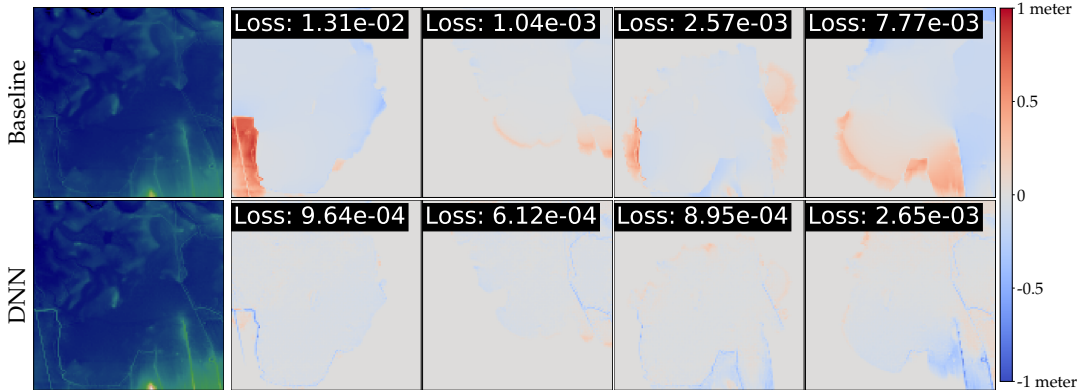 Baseline
Loss: 1.31e-02
Loss: 1.04e-03
Loss: 2.57e-03
Loss: 7.77e-03
DNN
Loss: 9.64e-04
Loss: 6.12e-04
Loss: 8.95e-04
Loss: 2.65e-03
1 meter
0.5
0
-0.5
-1 meter